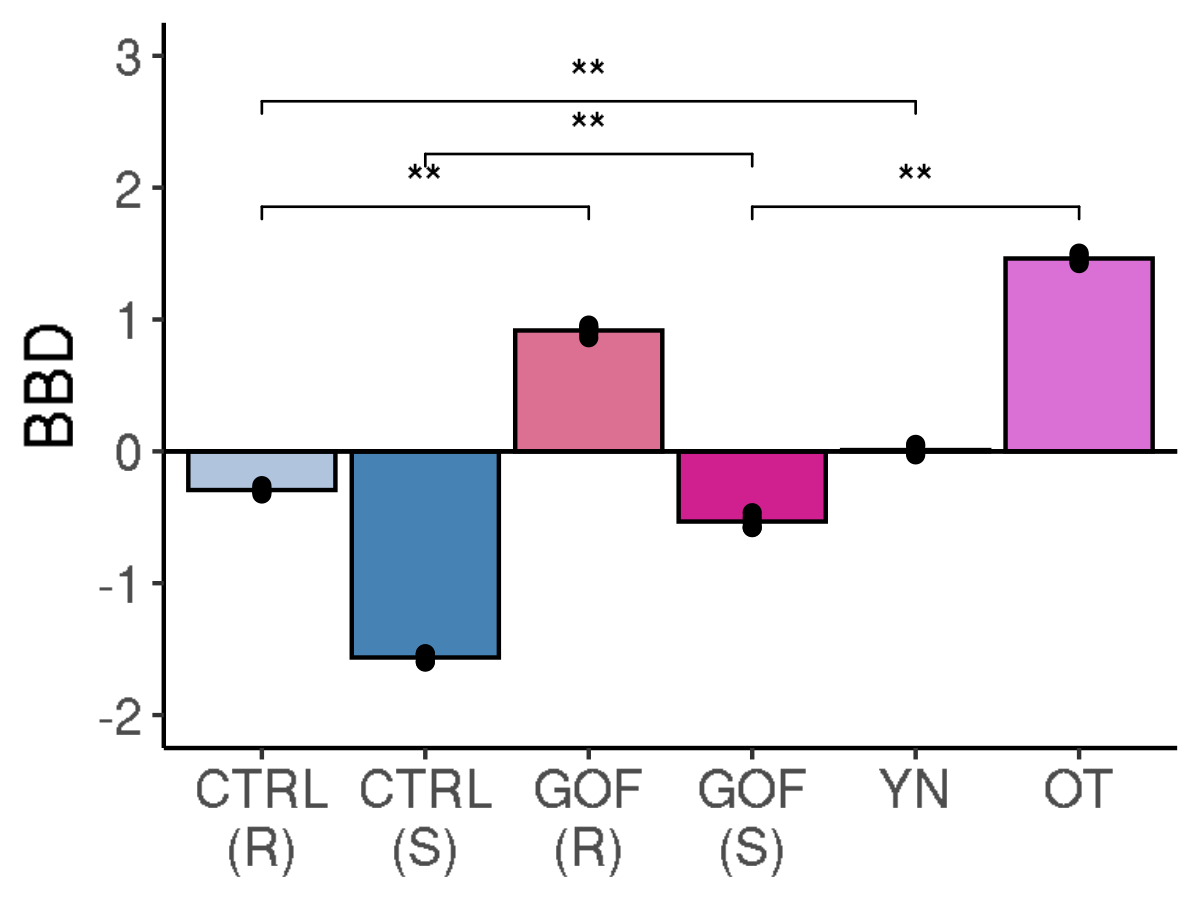 BBD
3
2
1
0
-1
-2
**
**
**
**
CTRL (R)
CTRL (S)
GOF (R)
GOF (S)
YN
OT